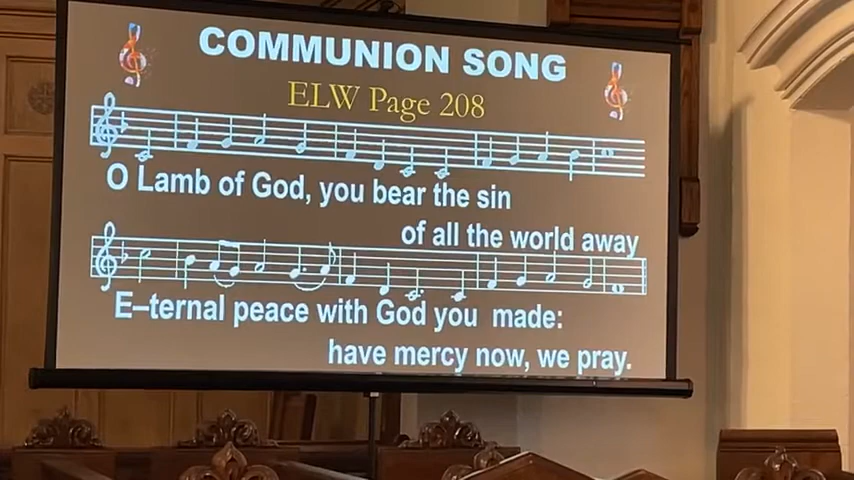 COMMUNION SONG
ELW Page 208
O Lamb of God, you bear the sin
of all the world away
E–ternal peace with God you made:
have mercy now, we pray.